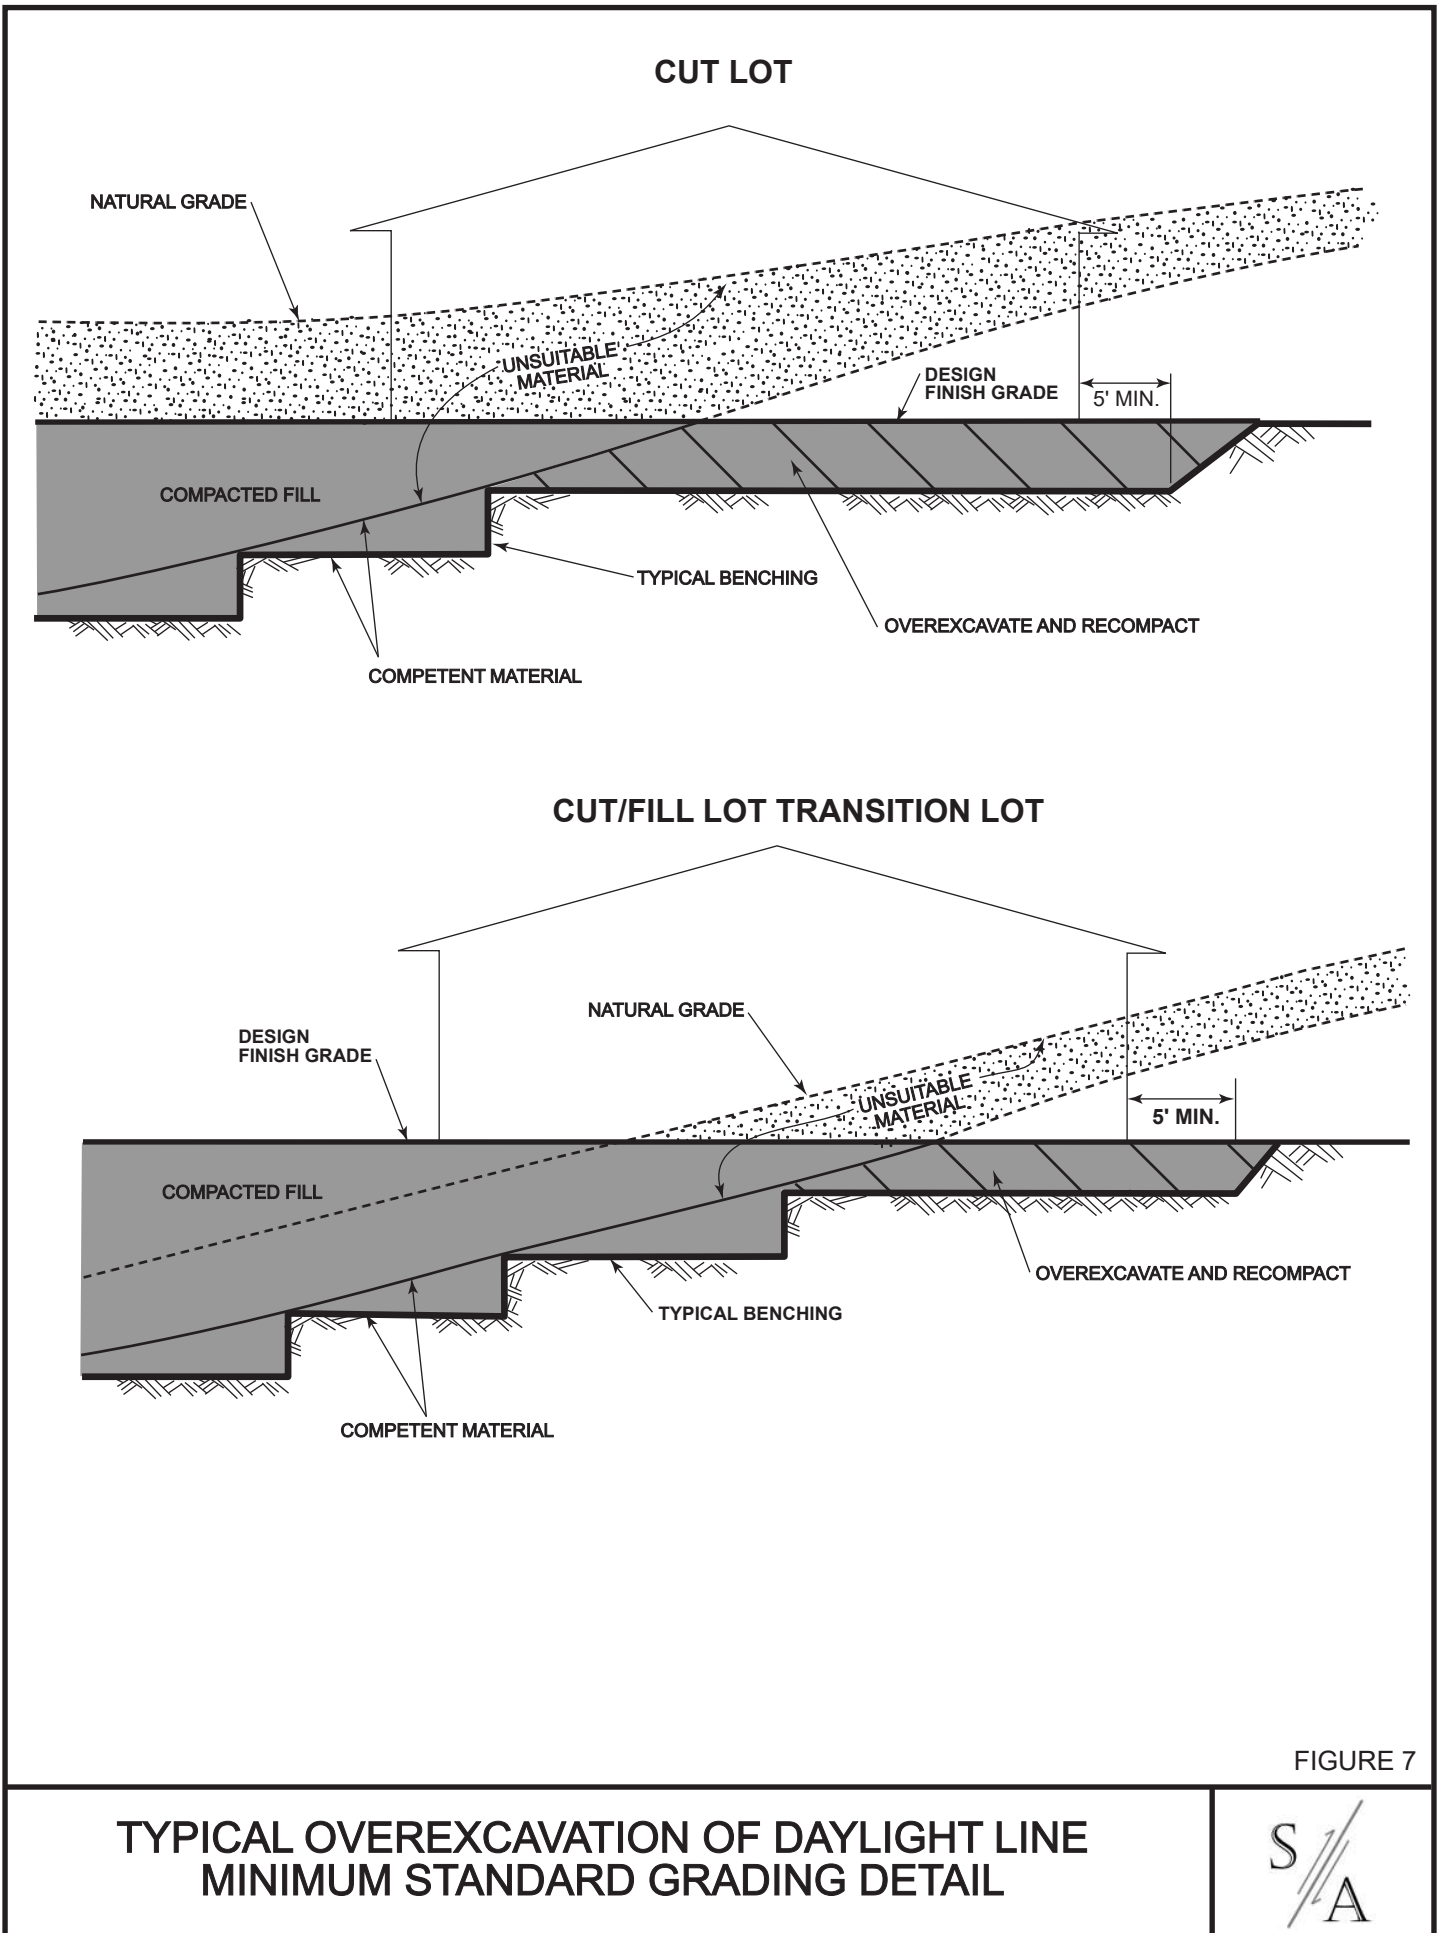 CUT LOT
NATURAL GRADE
UNSUITABLE
MATERIAL
DESIGN
FINISH GRADE
5' MIN.
COMPACTED FILL
TYPICAL BENCHING
OVEREXCAVATE AND RECOMPACT
COMPETENT MATERIAL
CUT/FILL LOT TRANSITION LOT
NATURAL GRADE
DESIGN
FINISH GRADE
UNSUITABLE
MATERIAL
5' MIN.
COMPACTED FILL
OVEREXCAVATE AND RECOMPACT
TYPICAL BENCHING
COMPETENT MATERIAL
FIGURE 7
TYPICAL OVEREXCAVATION OF DAYLIGHT LINE
MINIMUM STANDARD GRADING DETAIL
S
A